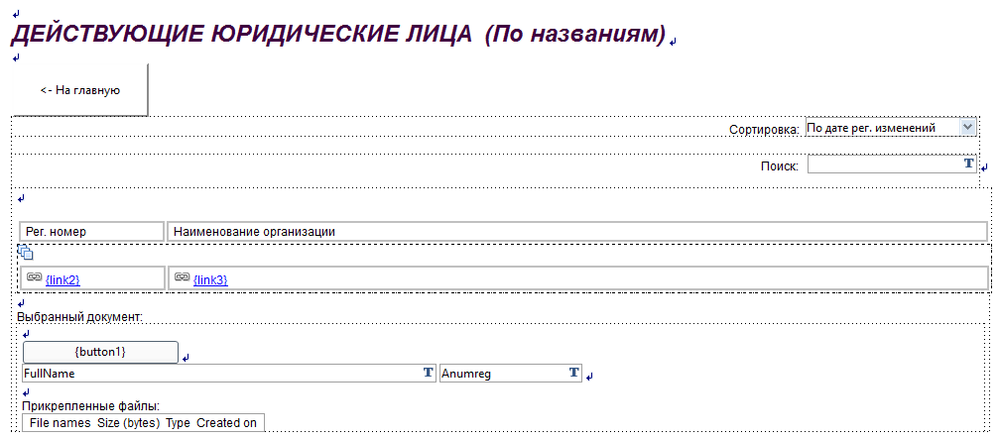 ДЕЙСТВУЮЩИЕ ЮРИДИЧЕСКИЕ ЛИЦА (По названиям)
<- На главную
Сортировка: По дате рег. изменений
Поиск: T
Рег. номер Наименование организации
{link2} {link3}
Выбранный документ:
{button1}
FullName T Anumreg T
Прикрепленные файлы:
File names Size (bytes) Type Created on